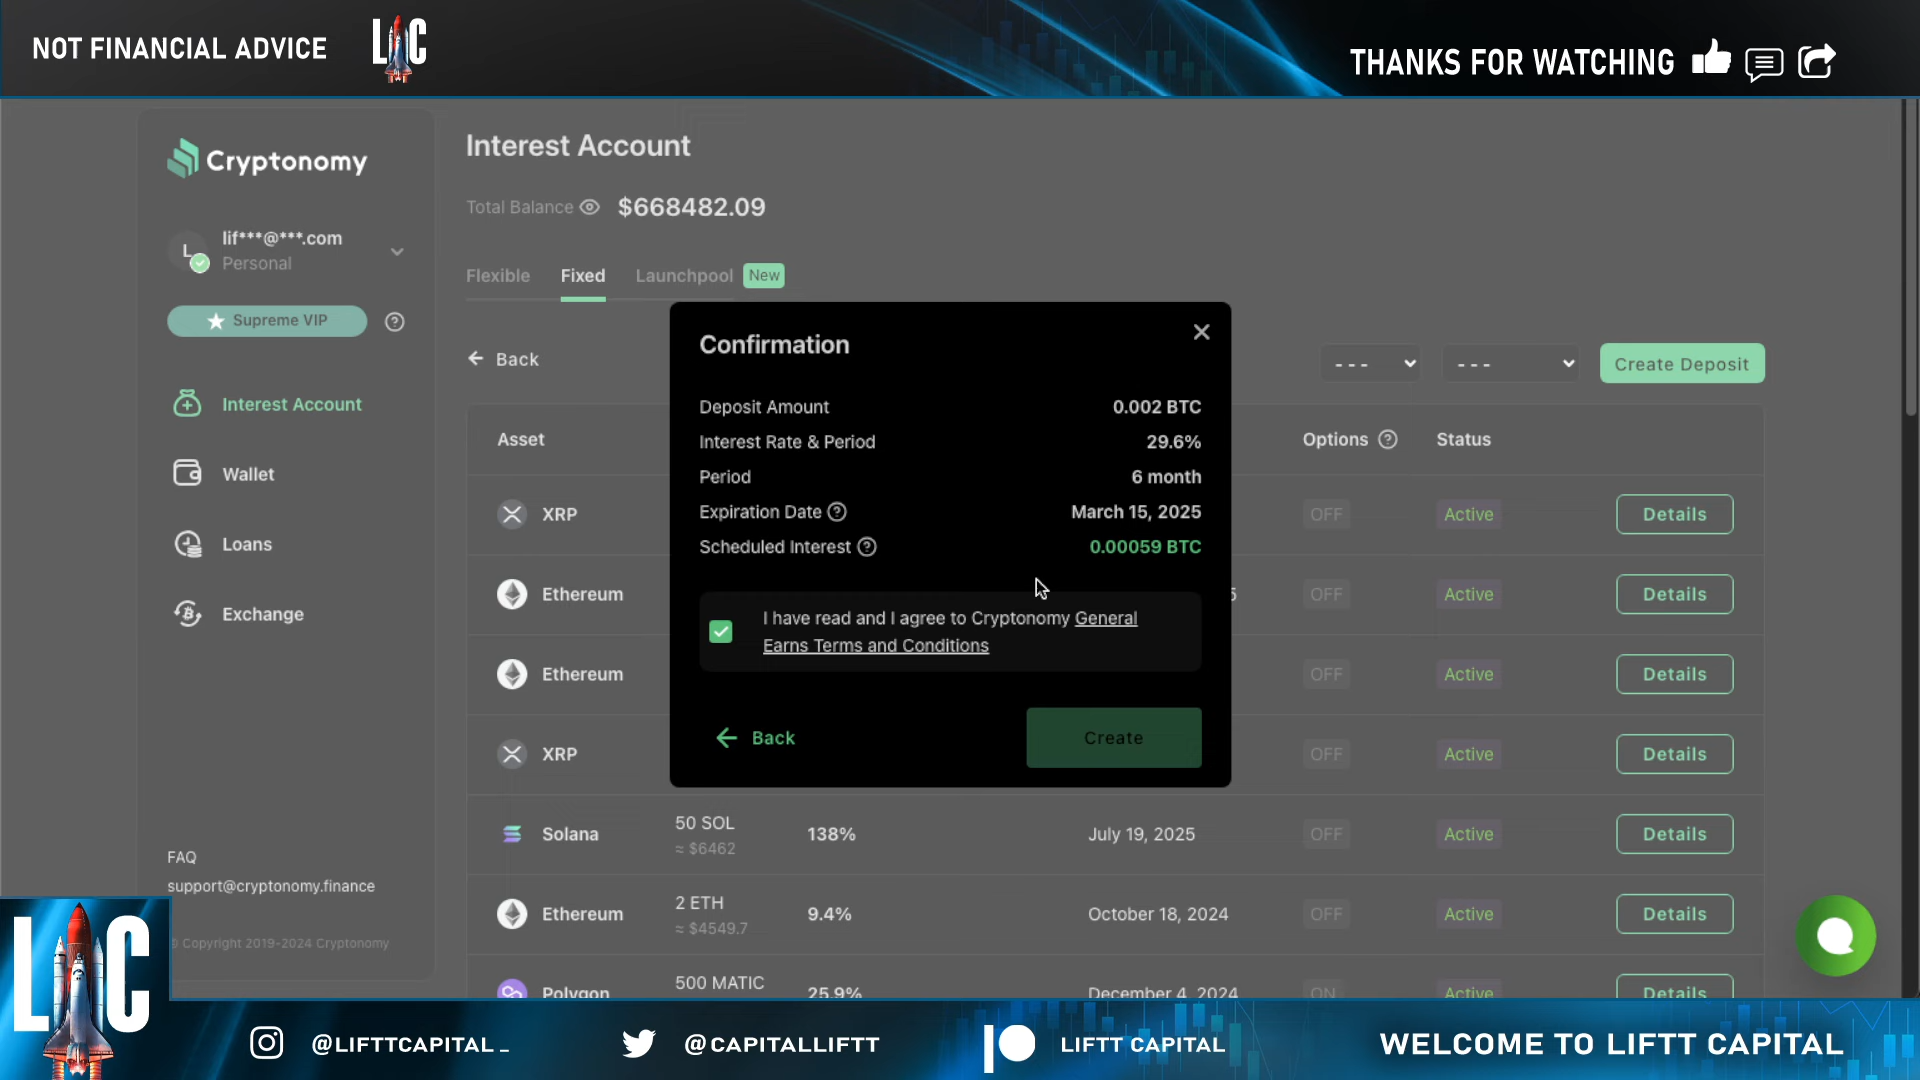 NOT FINANCIAL ADVICE
LC
THANKS FOR WATCHING
Cryptonomy
lif***@***.com
Personal
L
Supreme VIP
Interest Account
Wallet
Loans
Exchange
FAQ
support@cryptonomy.finance
© Copyright 2019-2024 Cryptonomy
Interest Account
Total Balance $668482.09
Flexible Fixed Launchpool New
Back
--- --- Create Deposit
Asset Options Status
XRP OFF Active Details
Ethereum 5 OFF Active Details
Ethereum OFF Active Details
XRP OFF Active Details
Solana 50 SOL 138% July 19, 2025 OFF Active Details
≈ $6462
Ethereum 2 ETH 9.4% October 18, 2024 OFF Active Details
≈ $4549.7
Polygon 500 MATIC 25.9% December 4, 2024 ON Active Details
Confirmation
Deposit Amount 0.002 BTC
Interest Rate & Period 29.6%
Period 6 month
Expiration Date March 15, 2025
Scheduled Interest 0.00059 BTC
I have read and I agree to Cryptonomy General
Earns Terms and Conditions
Back Create
LC
@LIFTTCAPITAL_
@CAPITALLIFTT
LIFTT CAPITAL
WELCOME TO LIFTT CAPITAL